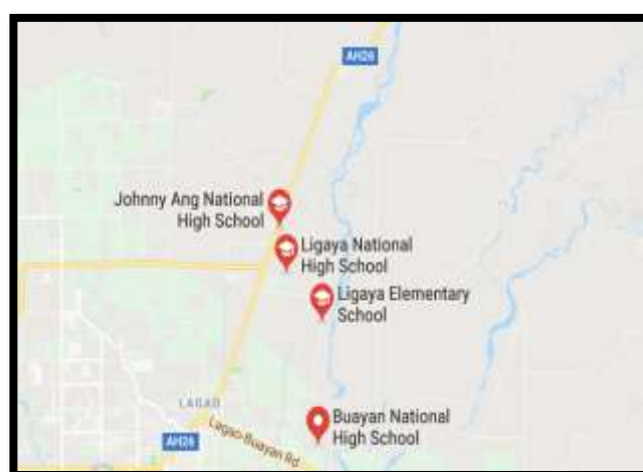 AH26
Johnny Ang National
High School
Ligaya National
High School
Ligaya Elementary
School
LAGAO
Buayan National
High School
AH26
Lagao-Buayan Rd